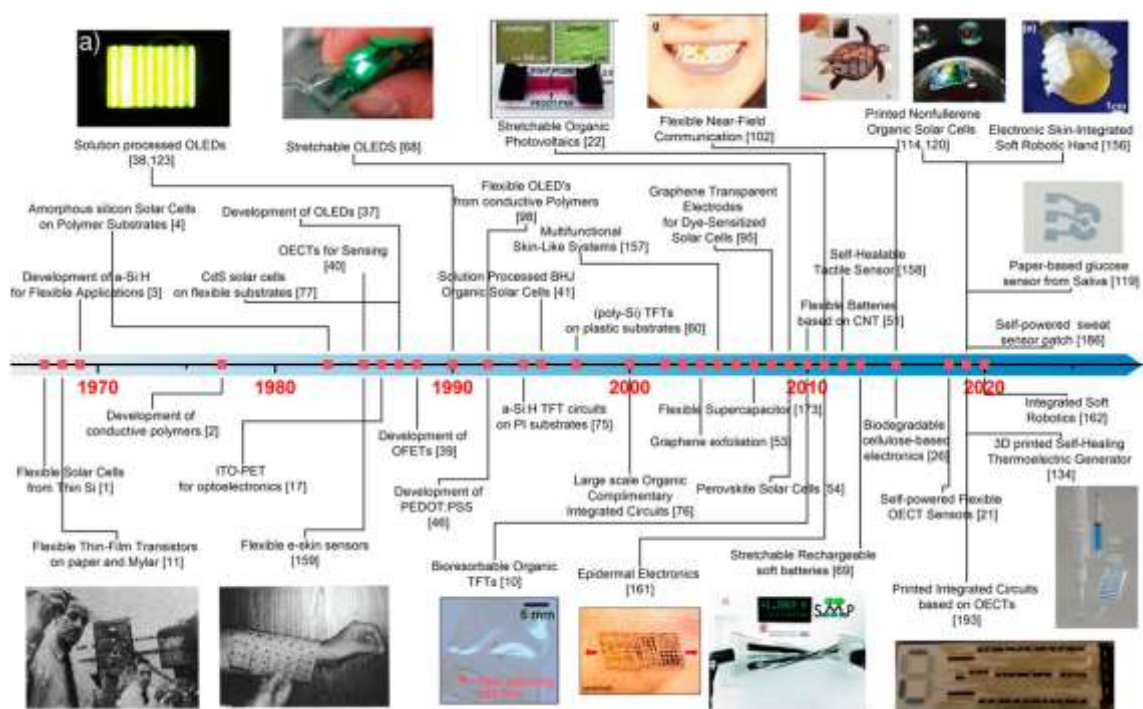 a)
g
(e)
1cm
Solution processed OLEDs
[38,123]
Stretchable OLEDS [68]
Stretchable Organic
Photovoltaics [22]
Flexible Near-Field
Communication [102]
Printed Nonfullerene
Organic Solar Cells
[114,120]
Electronic Skin-Integrated
Soft Robotic Hand [156]
Amorphous silicon Solar Cells
on Polymer Substrates [4]
Development of OLEDs [37]
Flexible OLED's
from conductive Polymers
[98]
Graphene Transparent
Electrodes
for Dye-Sensitized
Solar Cells [95]
Multifunctional
Skin-Like Systems [157]
OECTs for Sensing
[40]
Self-Healable
Tactile Sensor [158]
Paper-based glucose
sensor from Saliva [119]
Development of a-Si:H
for Flexible Applications [3]
CdS solar cells
on flexible substrates [77]
Solution Processed BHJ
Organic Solar Cells [41]
(poly-Si) TFTs
on plastic substrates [60]
Flexible Batteries
based on CNT [51]
Self-powered sweat
sensor patch [186]
1970
1980
1990
2000
2010
2020
Development of
conductive polymers [2]
a-Si:H TFT circuits
on PI substrates [75]
Flexible Supercapacitor [173]
Integrated Soft
Robotics [162]
Biodegradable
cellulose-based
electronics [26]
Development of
OFETs [39]
Graphene exfoliation [53]
3D printed Self-Healing
Thermoelectric Generator
[134]
Flexible Solar Cells
from Thin Si [1]
ITO-PET
for optoelectronics [17]
Large scale Organic
Complimentary
Integrated Circuits [76]
Perovskite Solar Cells [54]
Development of
PEDOT:PSS
[46]
Self-powered Flexible
OECT Sensors [21]
Flexible Thin-Film Transistors
on paper and Mylar [11]
Flexible e-skin sensors
[159]
Bioresorbable Organic
TFTs [10]
Epidermal Electronics
[161]
Stretchable Rechargeable
soft batteries [69]
Printed Integrated Circuits
based on OECTs
[193]
5 mm